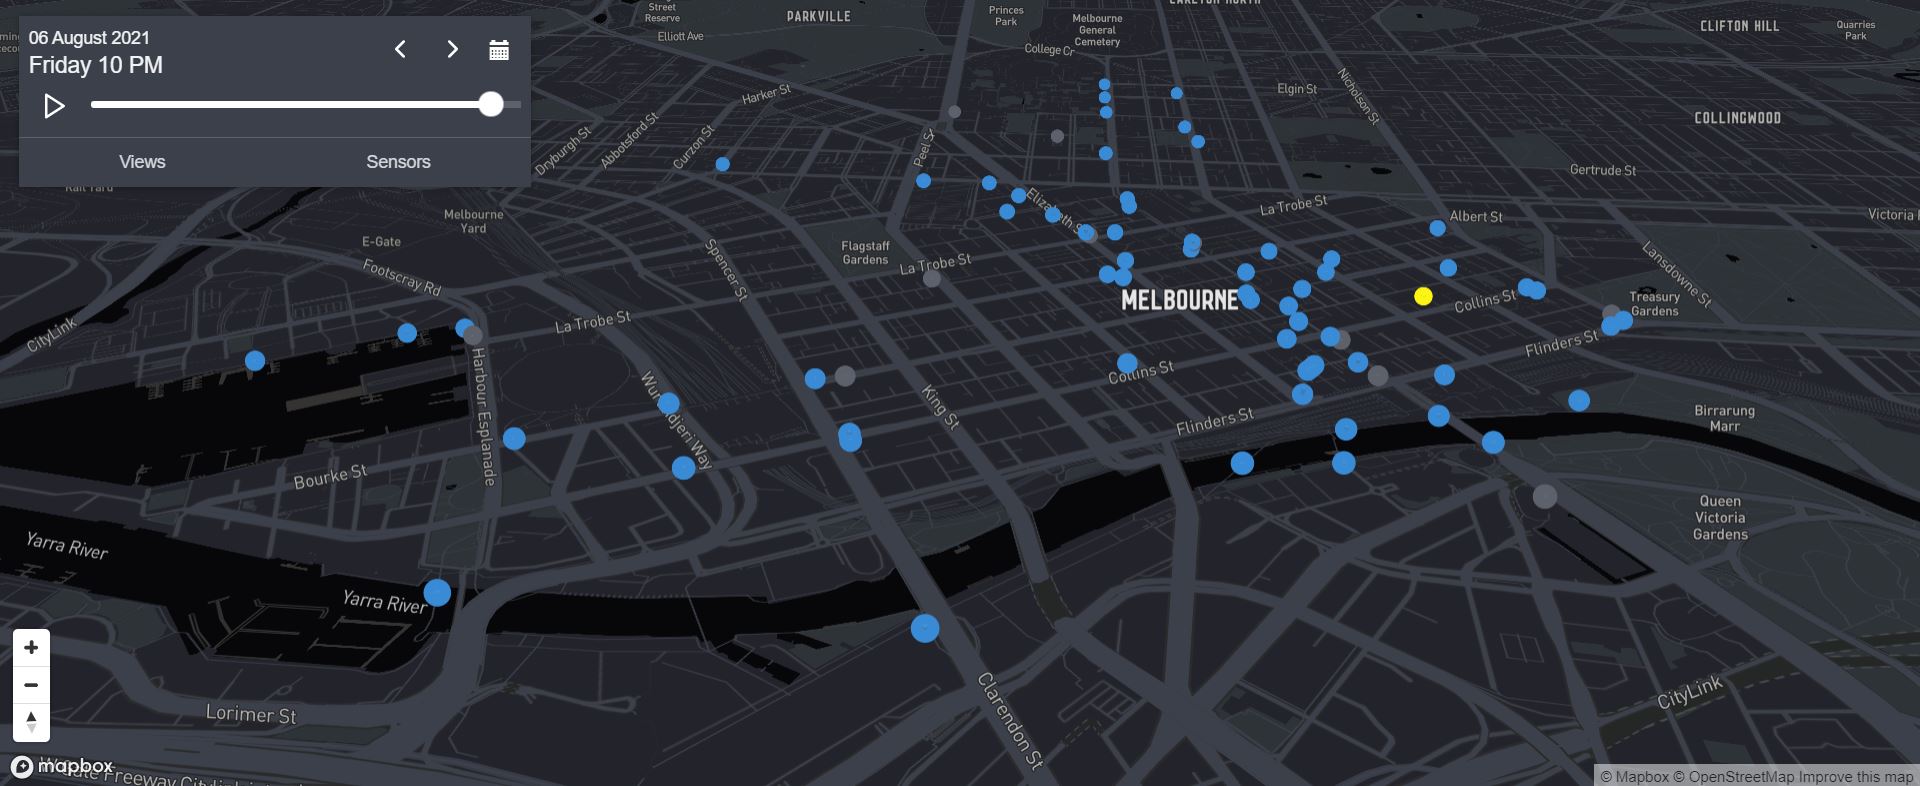 06 August 2021
Friday 10 PM
Views
Sensors
Street
Reserve
Elliott Ave
PARKVILLE
Princes
Park
Melbourne
General
Cemetery
College Cr
CARLTON NORTH
CLIFTON HILL
Quarries
Park
Harker St
Elgin St
Nicholson St
COLLINGWOOD
Dryburgh St
Abbotsford St
Curzon St
Peel St
Gertrude St
Rail Yard
Melbourne
Yard
Elizabeth St
La Trobe St
Albert St
Victoria
E-Gate
Footscray Rd
Spencer St
Flagstaff
Gardens
La Trobe St
Lansdowne St
CityLink
La Trobe St
MELBOURNE
Collins St
Treasury
Gardens
Flinders St
Harbour Esplanade
Wurundjeri Way
King St
Collins St
Flinders St
Birrarung
Marr
Bourke St
Queen
Victoria
Gardens
Yarra River
Yarra River
Lorimer St
Clarendon St
CityLink
mapbox
Freeway
© Mapbox © OpenStreetMap Improve this map